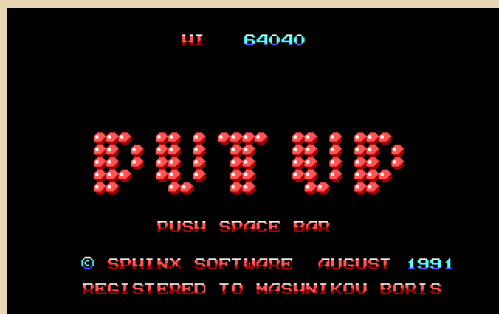 HI 64040
PUT UP
PUSH SPACE BAR
© SPHINX SOFTWARE AUGUST 1991
REGISTERED TO MASHNIKOV BORIS